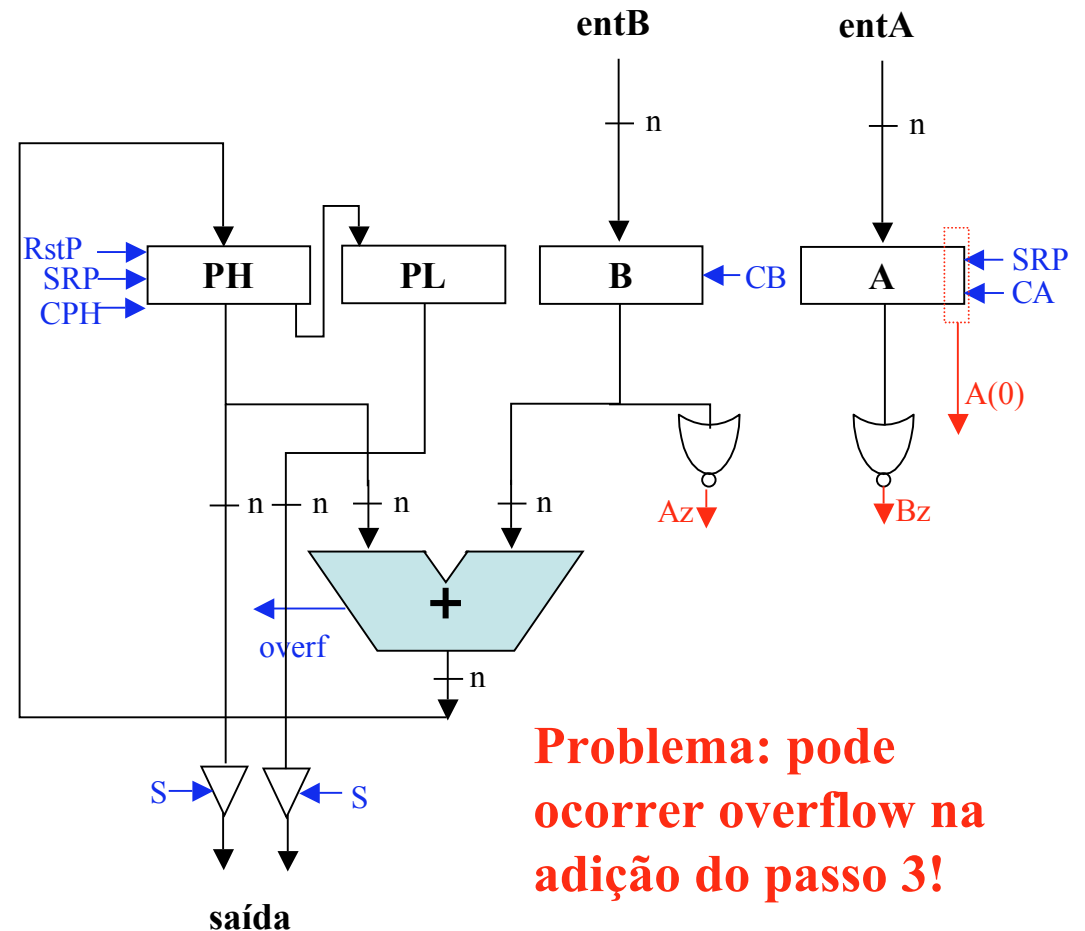 entB
entA
n
n
RstP
SRP
CPH
PH
PL
B
CB
A
SRP
CA
A(0)
n
n
n
n
Az
Bz
+
overf
n
S
S
Problema: pode
ocorrer overflow na
adição do passo 3!
saída